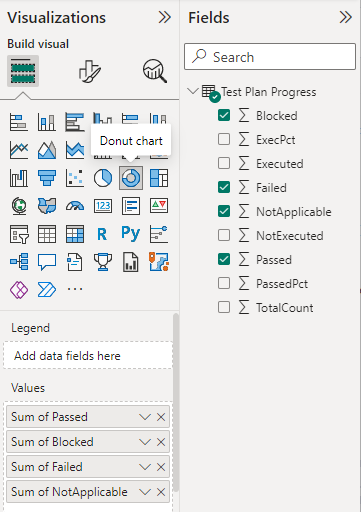 Visualizations
Build visual
Donut chart
123
R
Py
Legend
Add data fields here
Values
Sum of Passed
Sum of Blocked
Sum of Failed
Sum of NotApplicable
Fields
Search
Test Plan Progress
∑ Blocked
∑ ExecPct
∑ Executed
∑ Failed
∑ NotApplicable
∑ NotExecuted
∑ Passed
∑ PassedPct
∑ TotalCount